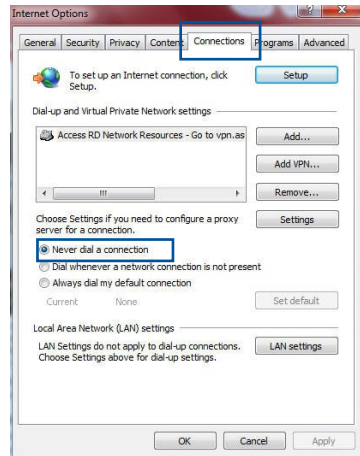 Internet Options
General Security Privacy Content Connections Programs Advanced
To set up an Internet connection, click
Setup.
Setup
Dial-up and Virtual Private Network settings
Access RD Network Resources - Go to vpn.as
Add...
Add VPN...
Remove...
Choose Settings if you need to configure a proxy
server for a connection.
Settings
Never dial a connection
Dial whenever a network connection is not present
Always dial my default connection
Current None
Set default
Local Area Network (LAN) settings
LAN Settings do not apply to dial-up connections.
Choose Settings above for dial-up settings.
LAN settings
OK Cancel Apply